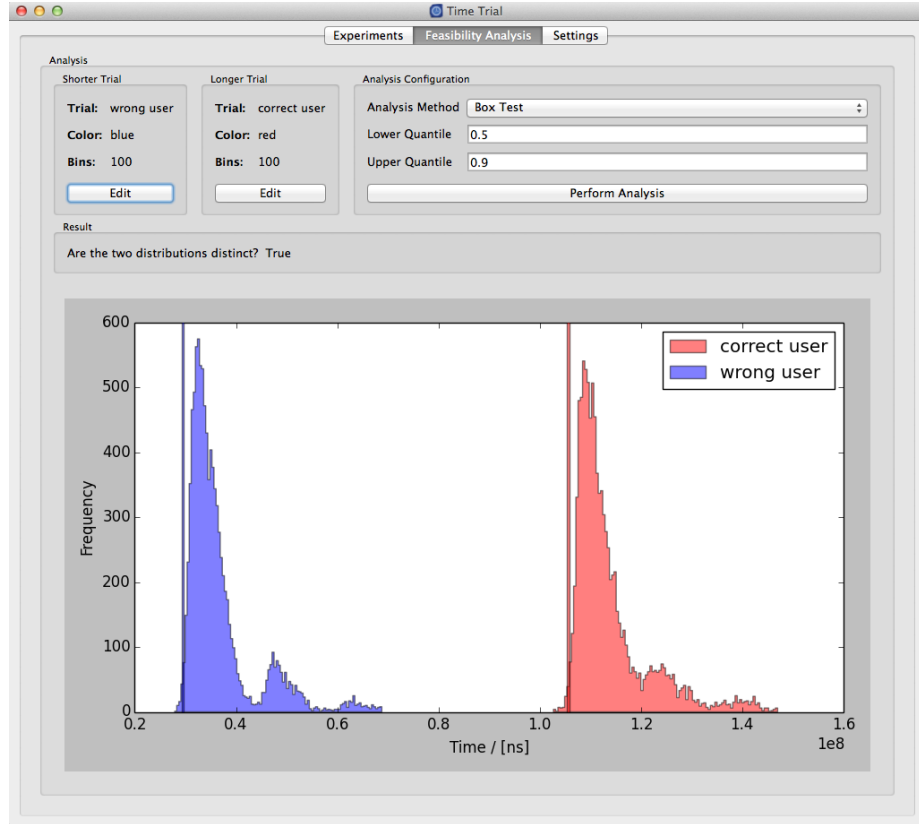 Time Trial
Experiments Feasibility Analysis Settings
Analysis
Shorter Trial
Trial: wrong user
Color: blue
Bins: 100
Edit
Longer Trial
Trial: correct user
Color: red
Bins: 100
Edit
Analysis Configuration
Analysis Method Box Test
Lower Quantile 0.5
Upper Quantile 0.9
Perform Analysis
Result
Are the two distributions distinct? True
600
500
400
300
200
100
0
Frequency
correct user
wrong user
0.2 0.4 0.6 0.8 1.0 1.2 1.4 1.6
1e8
Time / [ns]